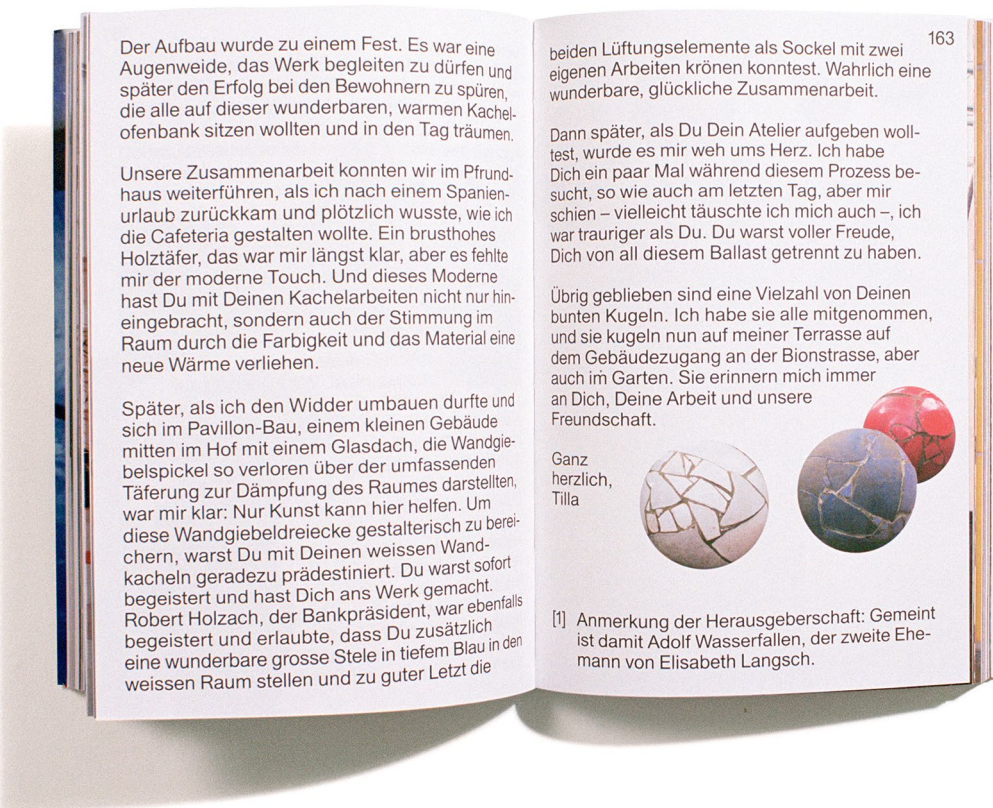 Der Aufbau wurde zu einem Fest. Es war eine
Augenweide, das Werk begleiten zu dürfen und
später den Erfolg bei den Bewohnern zu spüren,
die alle auf dieser wunderbaren, warmen Kachel-
ofenbank sitzen wollten und in den Tag träumen.
Unsere Zusammenarbeit konnten wir im Pfrund-
haus weiterführen, als ich nach einem Spanien-
urlaub zurückkam und plötzlich wusste, wie ich
die Cafeteria gestalten wollte. Ein brusthohes
Holztäfer, das war mir längst klar, aber es fehlte
mir der moderne Touch. Und dieses Moderne
hast Du mit Deinen Kachelarbeiten nicht nur hin-
eingebracht, sondern auch der Stimmung im
Raum durch die Farbigkeit und das Material eine
neue Wärme verliehen.
Später, als ich den Widder umbauen durfte und
sich im Pavillon-Bau, einem kleinen Gebäude
mitten im Hof mit einem Glasdach, die Wandgie-
belspickel so verloren über der umfassenden
Täferung zur Dämpfung des Raumes darstellten,
war mir klar: Nur Kunst kann hier helfen. Um
diese Wandgiebeldreiecke gestalterisch zu berei-
chern, warst Du mit Deinen weissen Wand-
kacheln geradezu prädestiniert. Du warst sofort
begeistert und hast Dich ans Werk gemacht.
Robert Holzach, der Bankpräsident, war ebenfalls
begeistert und erlaubte, dass Du zusätzlich
eine wunderbare grosse Stele in tiefem Blau in den
weissen Raum stellen und zu guter Letzt die
163
beiden Lüftungselemente als Sockel mit zwei
eigenen Arbeiten krönen konntest. Wahrlich eine
wunderbare, glückliche Zusammenarbeit.
Dann später, als Du Dein Atelier aufgeben woll-
test, wurde es mir weh ums Herz. Ich habe
Dich ein paar Mal während diesem Prozess be-
sucht, so wie auch am letzten Tag, aber mir
schien – vielleicht täuschte ich mich auch –, ich
war trauriger als Du. Du warst voller Freude,
Dich von all diesem Ballast getrennt zu haben.
Übrig geblieben sind eine Vielzahl von Deinen
bunten Kugeln. Ich habe sie alle mitgenommen,
und sie kugeln nun auf meiner Terrasse auf
dem Gebäudezugang an der Bionstrasse, aber
auch im Garten. Sie erinnern mich immer
an Dich, Deine Arbeit und unsere
Freundschaft.
Ganz
herzlich,
Tilla
[1] Anmerkung der Herausgeberschaft: Gemeint
ist damit Adolf Wasserfallen, der zweite Ehe-
mann von Elisabeth Langsch.